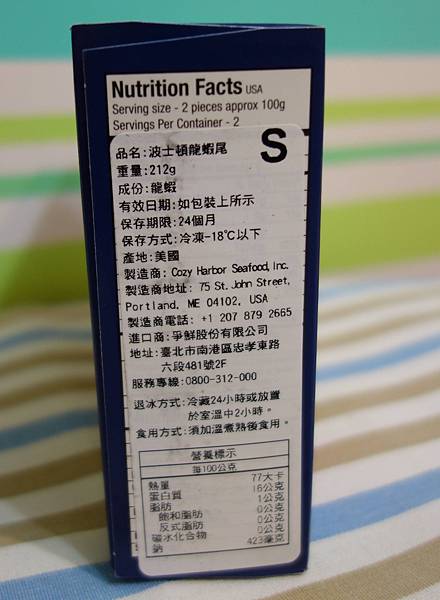 Nutrition Facts USA
Serving size - 2 pieces approx 100g
Servings Per Container - 2
S
品名:波士頓龍蝦尾
重量:212g
成份:龍蝦
有效日期:如包裝上所示
保存期限:24個月
保存方式:冷凍-18℃以下
產地:美國
製造商: Cozy Harbor Seafood, Inc.
製造商地址: 75 St. John Street,
Portland, ME 04102, USA
製造商電話: +1 207 879 2665
進口商:爭鮮股份有限公司
地址:臺北市南港區忠孝東路
六段481號2F
服務專線:0800-312-000
退冰方式:冷藏24小時或放置
於室溫中2小時。
食用方式:須加溫煮熟後食用。
營養標示
每100公克
熱量 77大卡
蛋白質 16公克
脂肪 1公克
飽和脂肪 0公克
反式脂肪 0公克
碳水化合物 0公克
鈉 423毫克